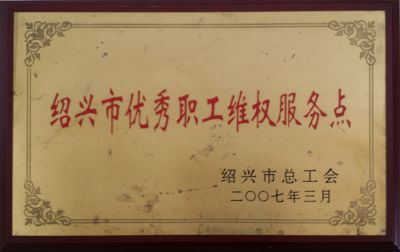 绍兴市优秀职工维权服务点
绍兴市总工会
二〇〇七年三月